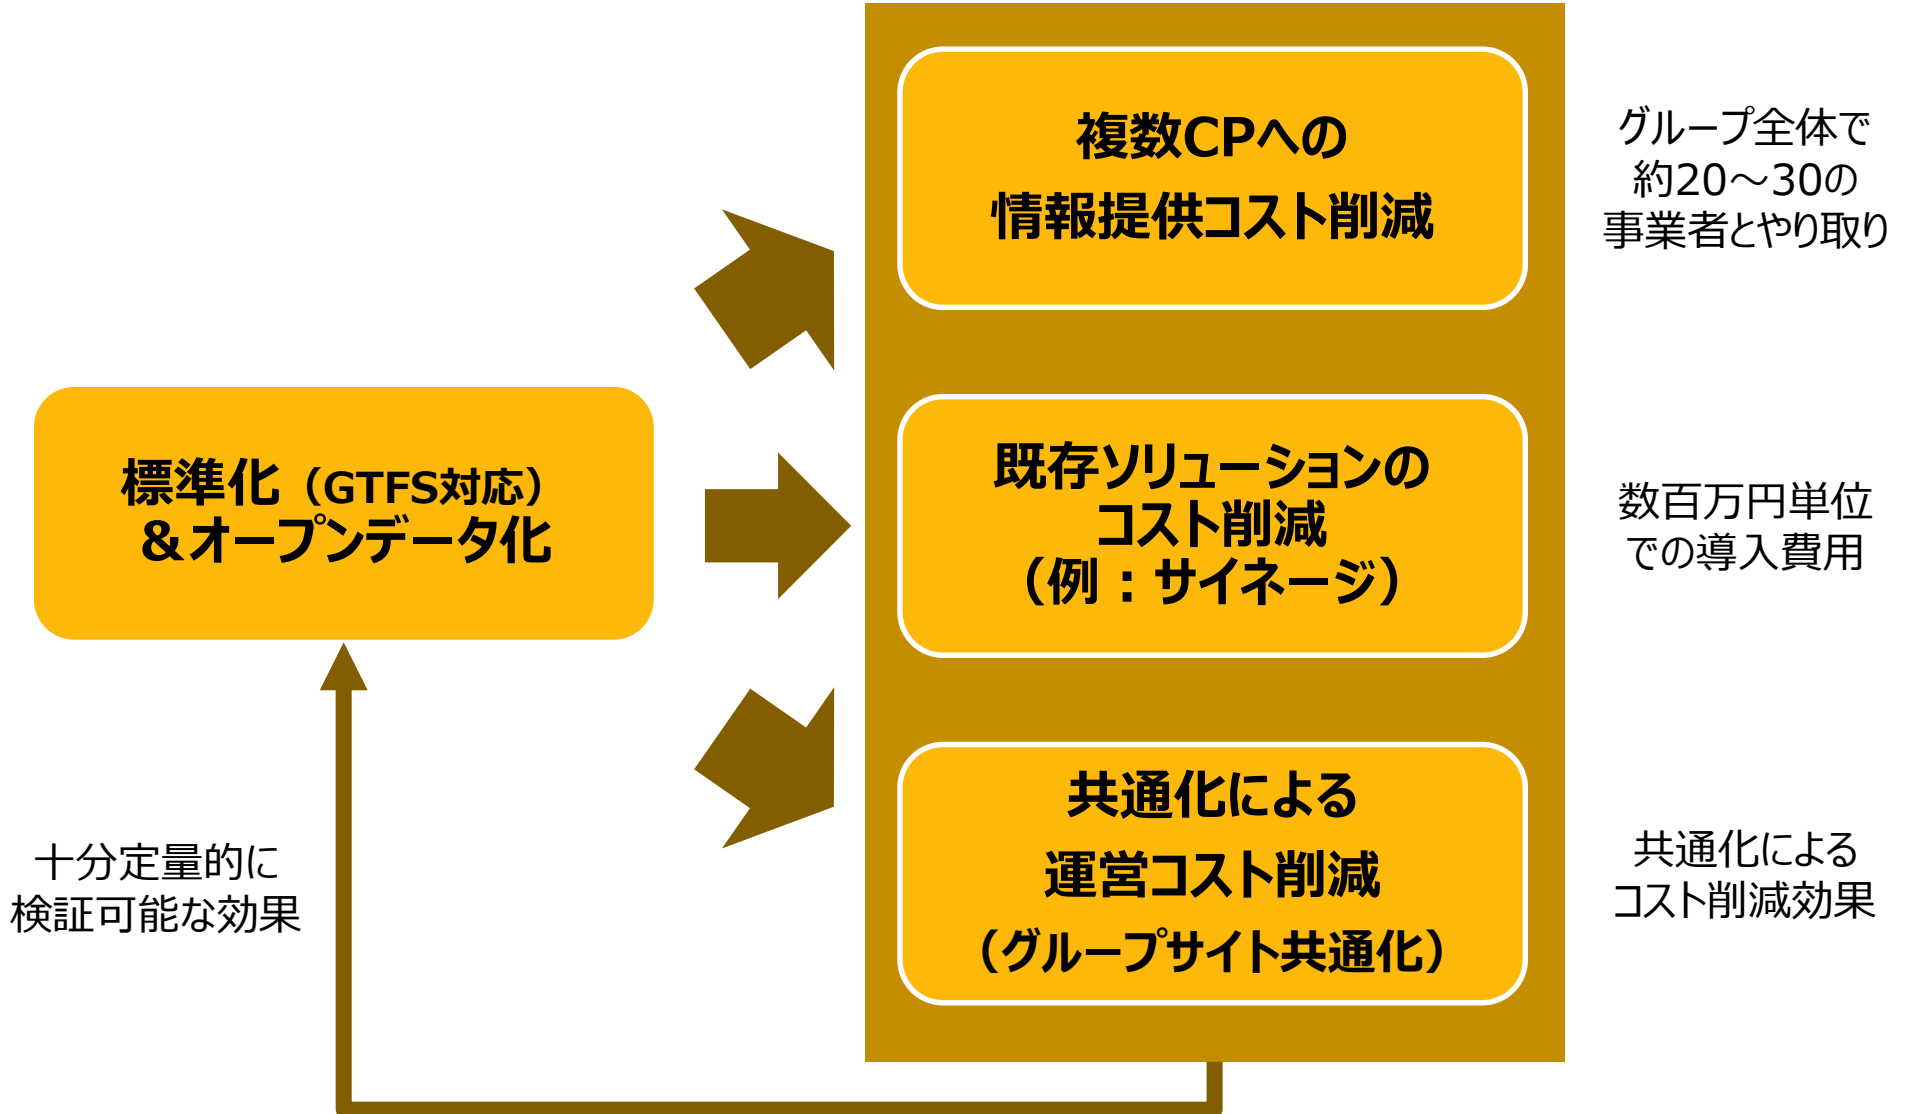 複数CPへの
情報提供コスト削減
グループ全体で
約20～30の
事業者とやり取り
標準化（GTFS対応）
＆オープンデータ化
既存ソリューションの
コスト削減
（例：サイネージ）
数百万円単位
での導入費用
共通化による
運営コスト削減
（グループサイト共通化）
共通化による
コスト削減効果
十分定量的に
検証可能な効果